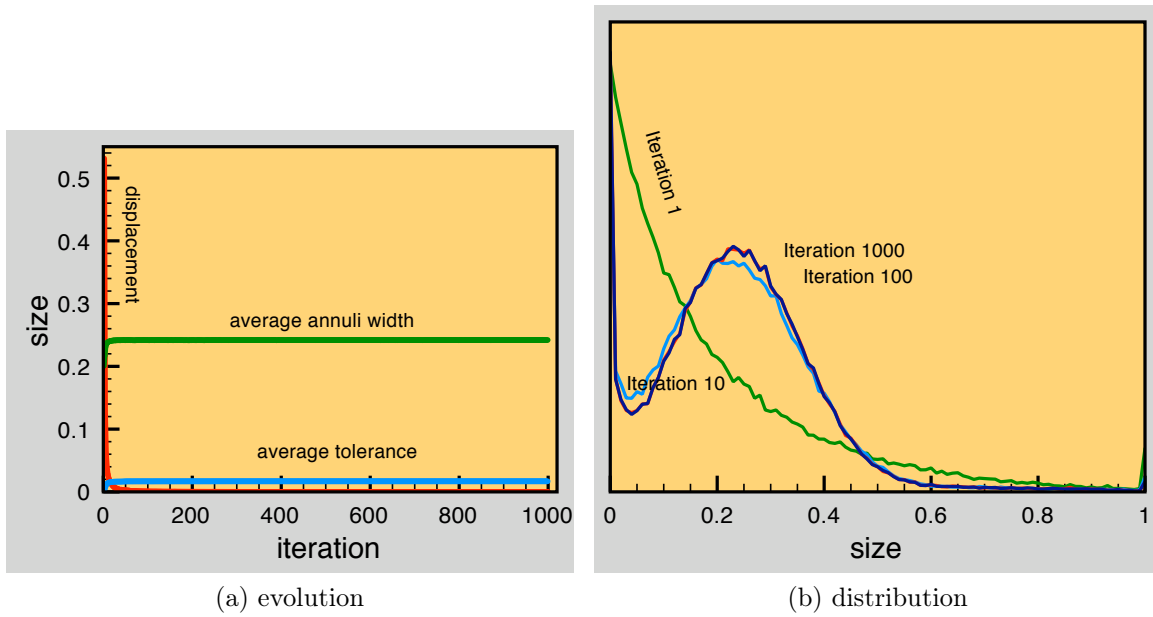 0.5
0.4
0.3
0.2
0.1
0
size
displacement
average annuli width
average tolerance
0 200 400 600 800 1000
iteration
(a) evolution
Iteration 1
Iteration 1000
Iteration 100
Iteration 10
0 0.2 0.4 0.6 0.8 1
size
(b) distribution